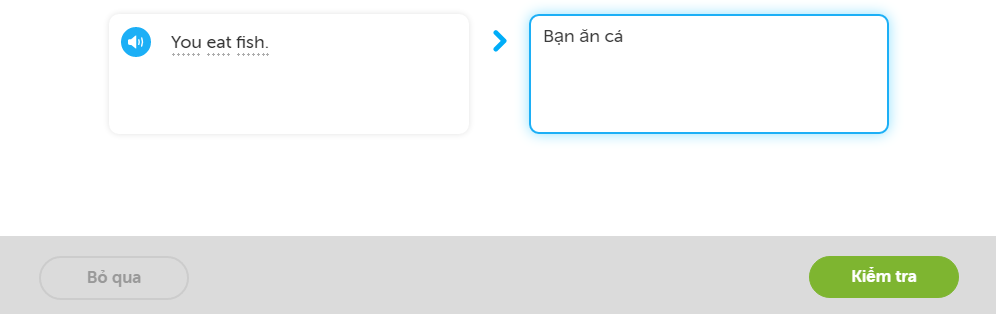 You eat fish.
Bạn ăn cá
Bỏ qua
Kiểm tra